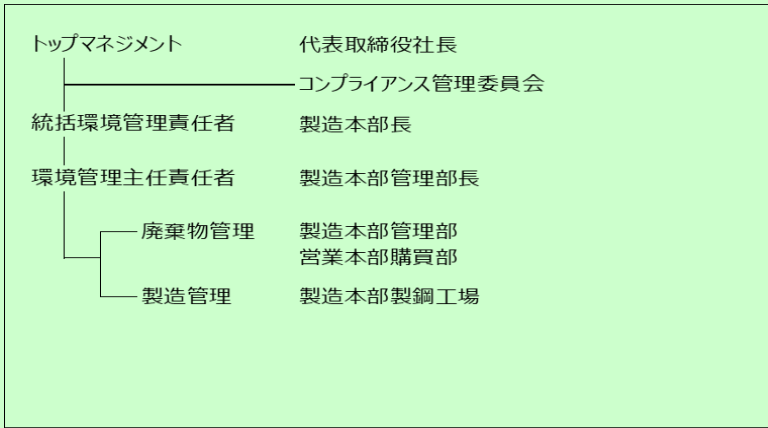 トップマネジメント 代表取締役社長
コンプライアンス管理委員会
統括環境管理責任者 製造本部長
環境管理主任責任者 製造本部管理部長
廃棄物管理 製造本部管理部
営業本部購買部
製造管理 製造本部製鋼工場